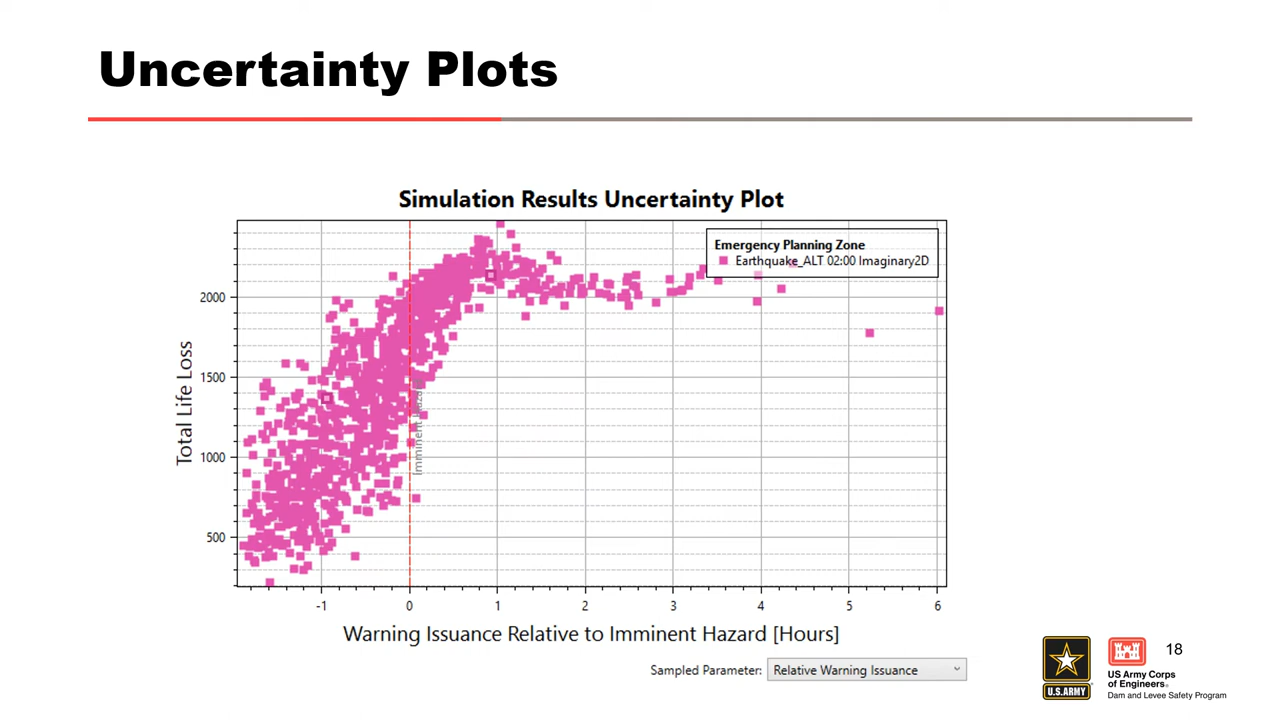 Uncertainty Plots
Simulation Results Uncertainty Plot
Emergency Planning Zone
Earthquake_ALT 02:00 Imaginary2D
2000
1500
1000
500
Total Life Loss
Imminent Hazard
-1 0 1 2 3 4 5 6
Warning Issuance Relative to Imminent Hazard [Hours]
Sampled Parameter: Relative Warning Issuance
18
U.S.ARMY
US Army Corps
of Engineers®
Dam and Levee Safety Program